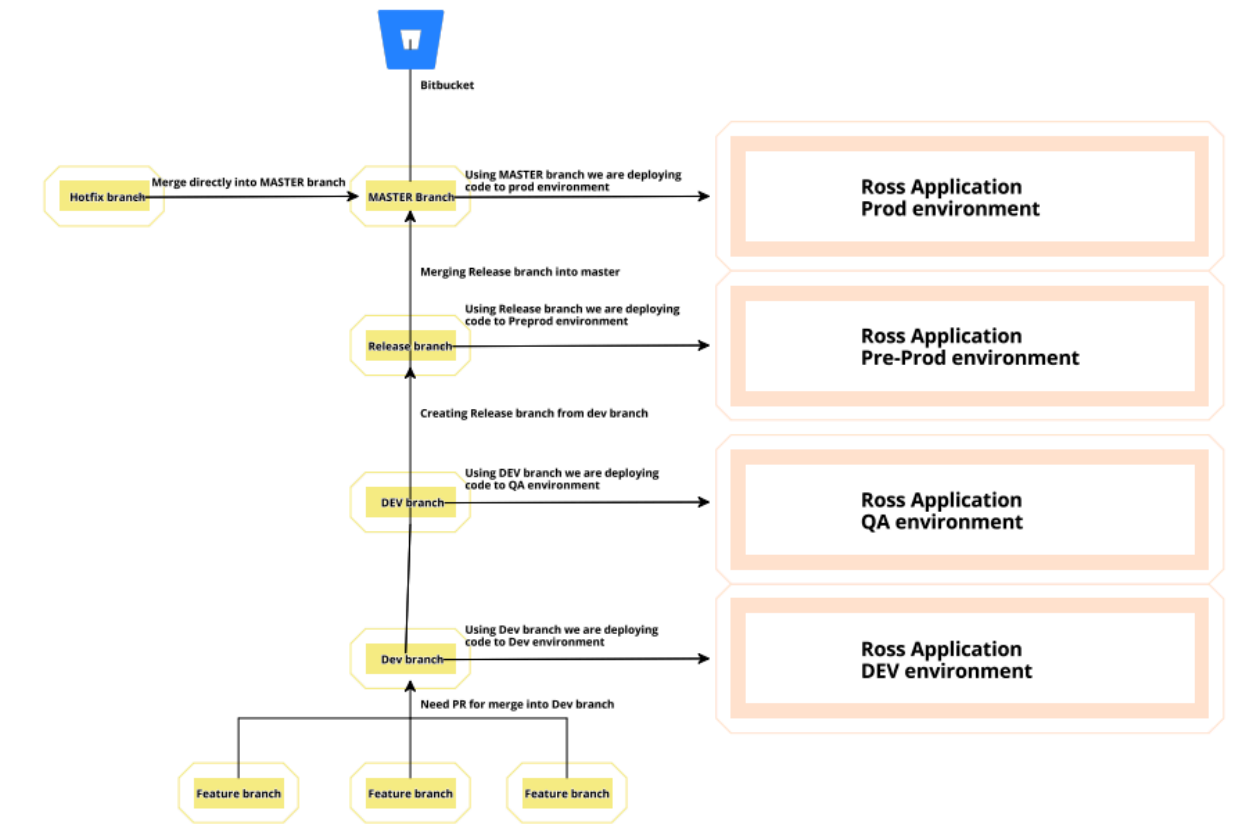 Bitbucket
Hotfix branch
Merge directly into MASTER branch
MASTER Branch
Using MASTER branch we are deploying
code to prod environment
Ross Application
Prod environment
Merging Release branch into master
Release branch
Using Release branch we are deploying
code to Preprod environment
Ross Application
Pre-Prod environment
Creating Release branch from dev branch
DEV branch
Using DEV branch we are deploying
code to QA environment
Ross Application
QA environment
Dev branch
Using Dev branch we are deploying
code to Dev environment
Ross Application
DEV environment
Need PR for merge into Dev branch
Feature branch
Feature branch
Feature branch